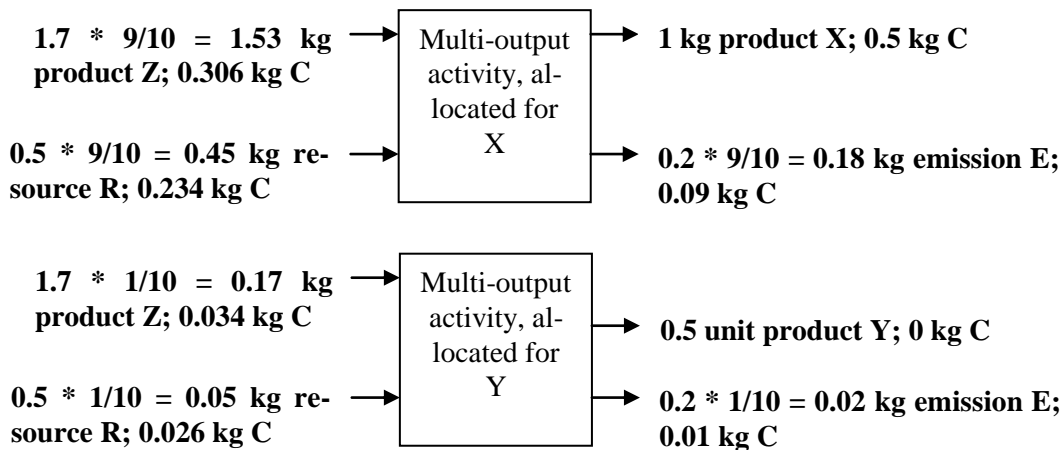 1.7 * 9/10 = 1.53 kg
product Z; 0.306 kg C
0.5 * 9/10 = 0.45 kg re-
source R; 0.234 kg C
Multi-output
activity, al-
located for
X
1 kg product X; 0.5 kg C
0.2 * 9/10 = 0.18 kg emission E;
0.09 kg C
1.7 * 1/10 = 0.17 kg
product Z; 0.034 kg C
0.5 * 1/10 = 0.05 kg re-
source R; 0.026 kg C
Multi-output
activity, al-
located for
Y
0.5 unit product Y; 0 kg C
0.2 * 1/10 = 0.02 kg emission E;
0.01 kg C